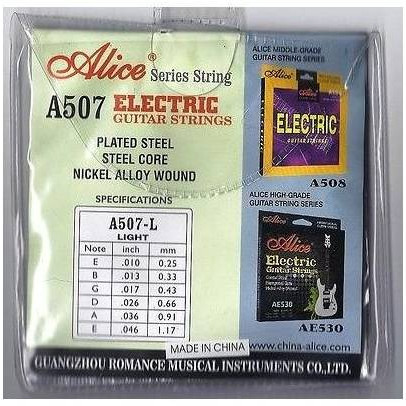 Alice® Series String
A507 ELECTRIC
GUITAR STRINGS
PLATED STEEL
STEEL CORE
NICKEL ALLOY WOUND
SPECIFICATIONS
A507-L
LIGHT
Note inch mm
E .010 0.25
B .013 0.33
G .017 0.43
D .026 0.66
A .036 0.91
E .046 1.17
ALICE MIDDLE-GRADE
GUITAR STRING SERIES
Alice
ELECTRIC
A508
ALICE HIGH-GRADE
GUITAR STRING SERIES
Alice
Electric
Guitar Strings
AE530
AE530
MADE IN CHINA
©china-alice.com
GUANGZHOU ROMANCE MUSICAL INSTRUMENTS CO.,LTD.